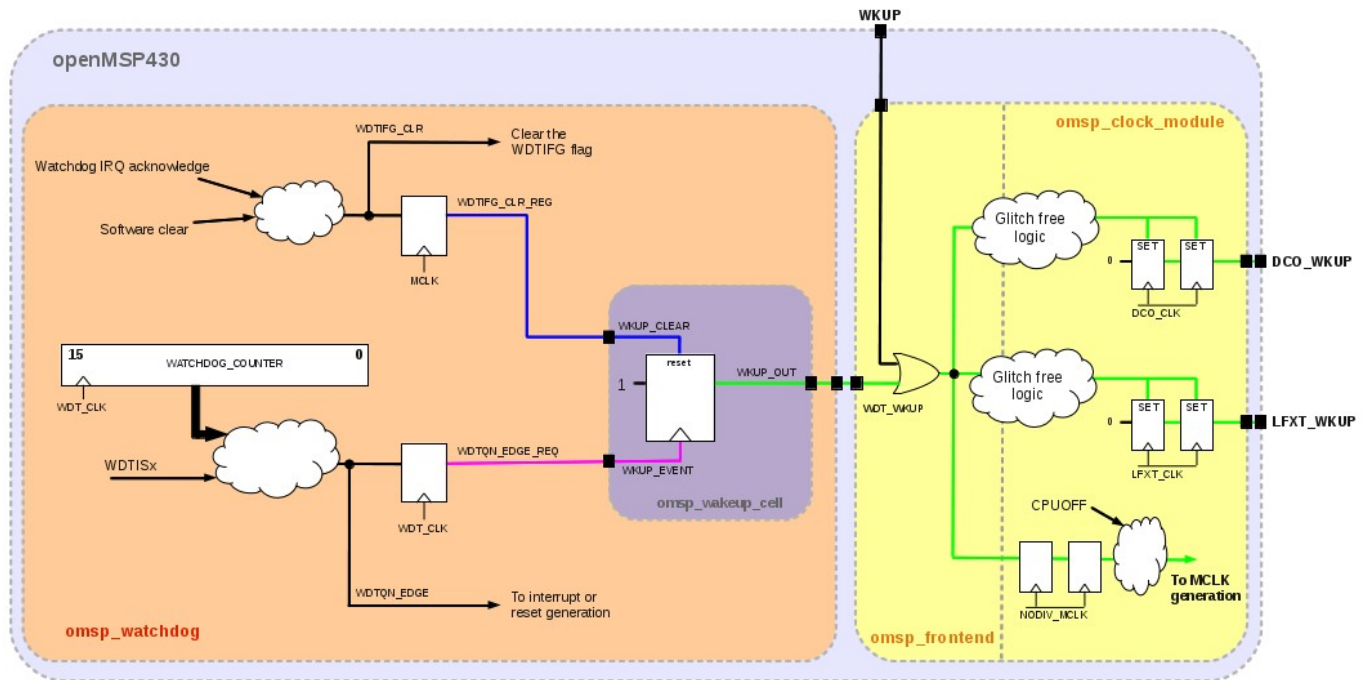 WKUP
openMSP430
omsp_clock_module
WDTIFG_CLR
Clear the
WDTIFG flag
Watchdog IRQ acknowledge
WDTIFG_CLR_REG
Software clear
MCLK
Glitch free
logic
SET
SET
0
DCO_WKUP
DCO_CLK
WKUP_CLEAR
15
0
WATCHDOG_COUNTER
WDT_CLK
reset
1
WKUP_OUT
WDT_WKUP
Glitch free
logic
SET
SET
0
LFXT_WKUP
LFXT_CLK
WDTISx
WDTQN_EDGE_REQ
WKUP_EVENT
omsp_wakeup_cell
WDT_CLK
CPUOFF
To MCLK
generation
NODIV_MCLK
WDTQN_EDGE
To interrupt or
reset generation
omsp_watchdog
omsp_frontend